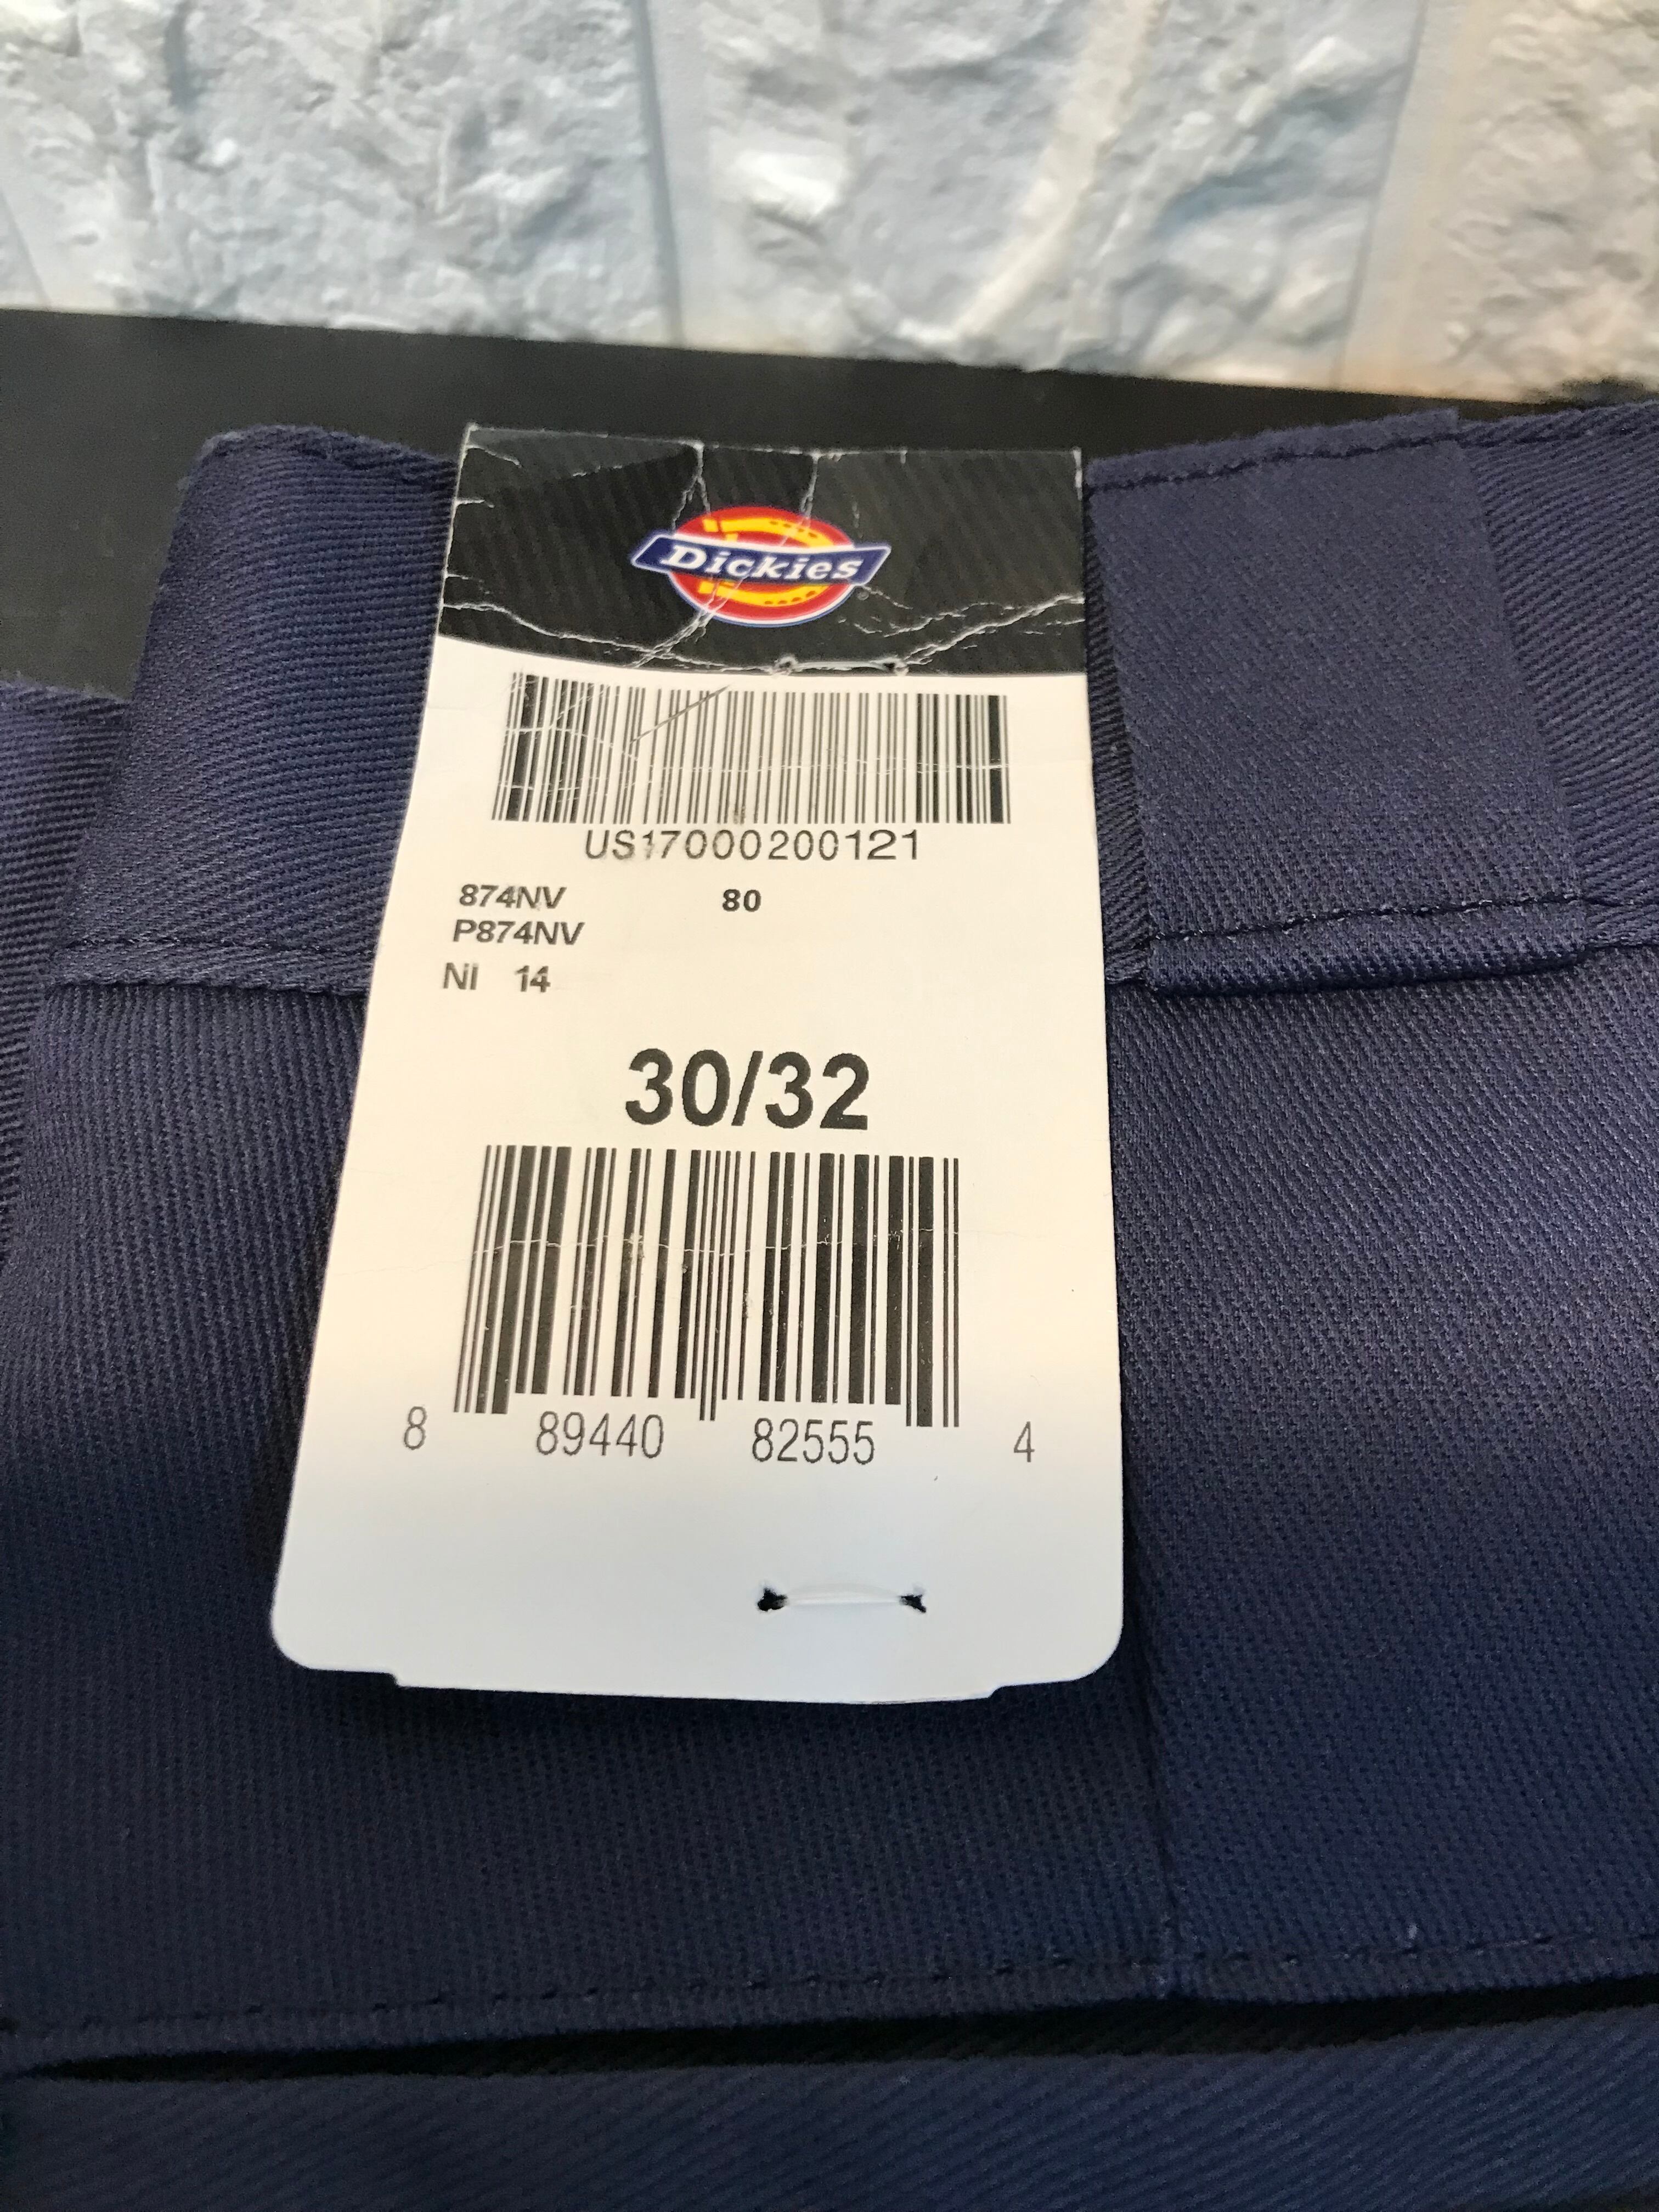 Dickies
US17000200121
874NV 80
P874NV
NI 14
30/32
8 89440 82555 4